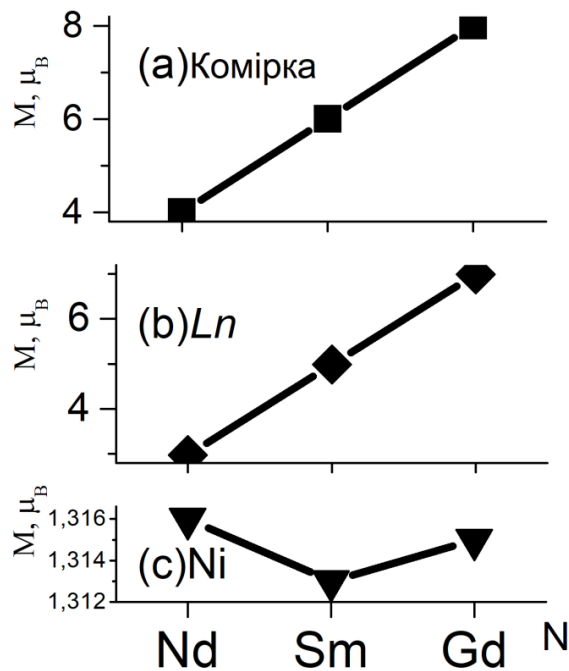 8
(a)Комірка
M, μB
6
4
(b)Ln
M, μB
6
4
(c)Ni
M, μB
1,316
1,314
1,312
Nd Sm Gd N